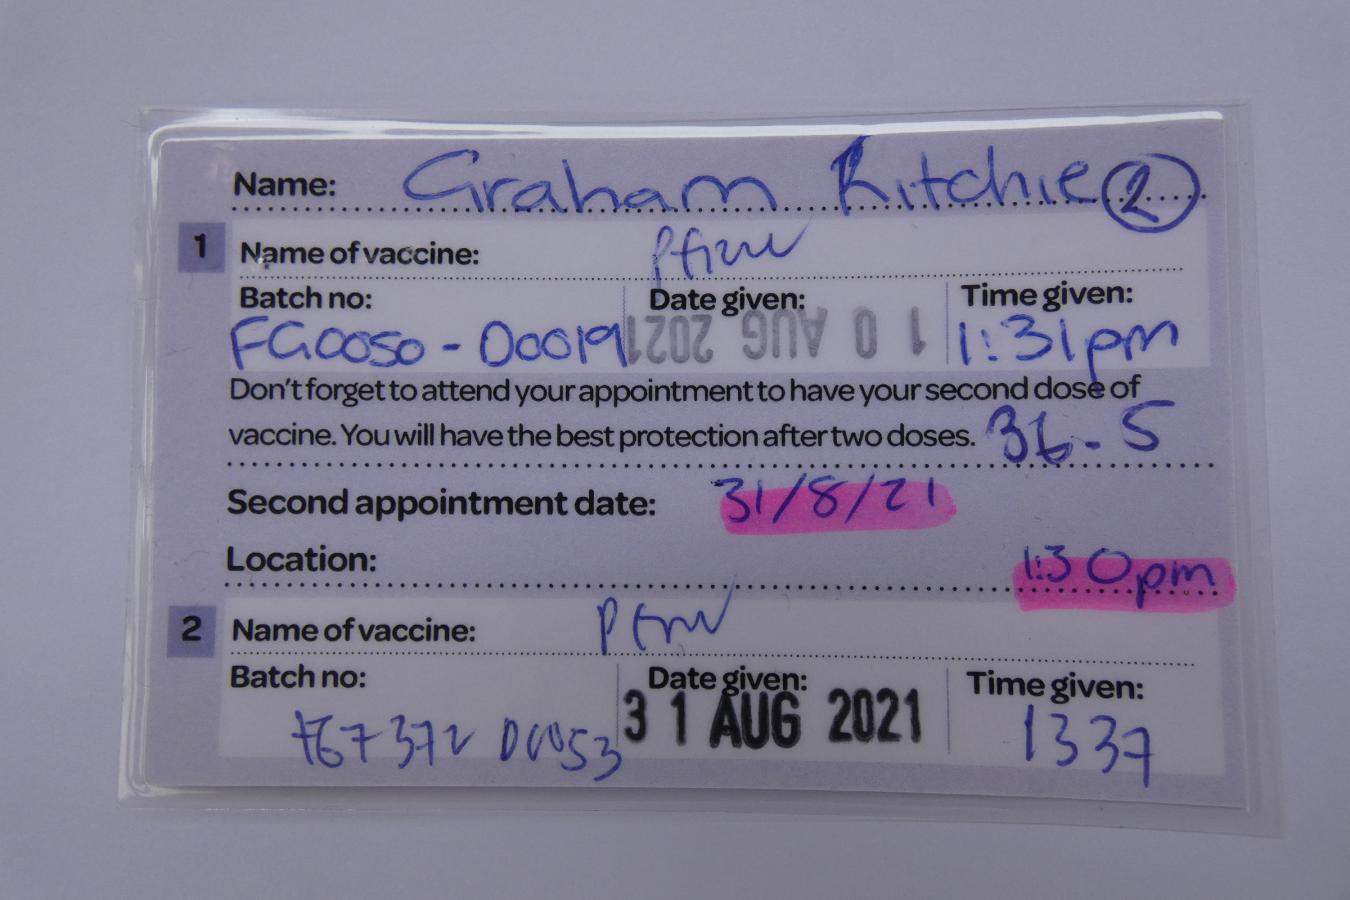 Name: Graham Ritchie 2
1 Name of vaccine: Pfizer
Batch no: Date given: Time given:
FG0050 - D0019 10 AUG 2021 1:31pm
Don't forget to attend your appointment to have your second dose of
vaccine. You will have the best protection after two doses. 36.5
Second appointment date: 31/8/21
Location: 1:30pm
2 Name of vaccine: Pfizer
Batch no: Date given: Time given:
31 AUG 2021 1337